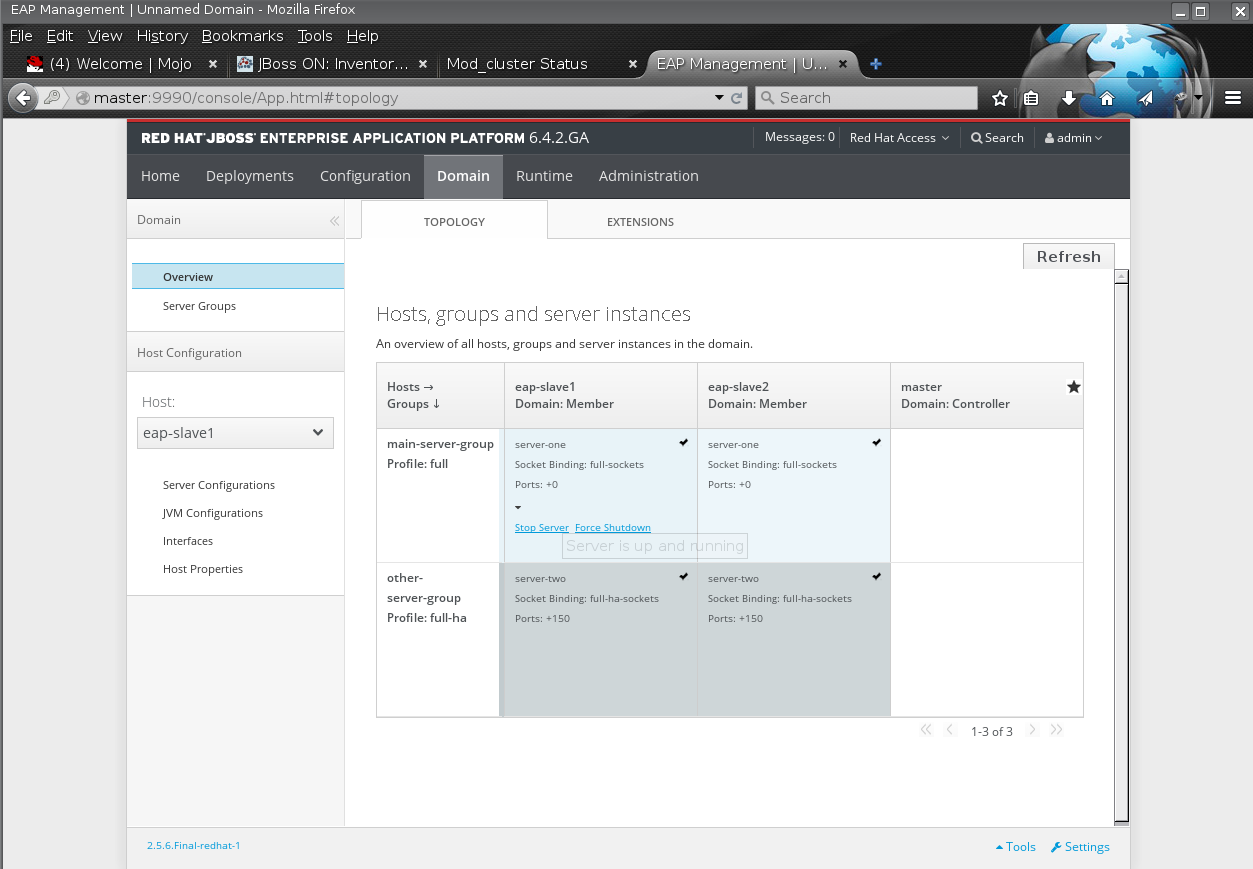 EAP Management | Unnamed Domain - Mozilla Firefox
File Edit View History Bookmarks Tools Help
(4) Welcome | Mojo
JBoss ON: Inventor...
Mod_cluster Status
EAP Management | U...
master:9990/console/App.html#topology
Search
RED HAT JBOSS ENTERPRISE APPLICATION PLATFORM 6.4.2.GA
Messages: 0
Red Hat Access
Search
admin
Home Deployments Configuration Domain Runtime Administration
Domain
TOPOLOGY
EXTENSIONS
Refresh
Overview
Server Groups
Host Configuration
Host:
eap-slave1
Server Configurations
JVM Configurations
Interfaces
Host Properties
Hosts, groups and server instances
An overview of all hosts, groups and server instances in the domain.
Hosts →
Groups ↓
eap-slave1
Domain: Member
eap-slave2
Domain: Member
master
Domain: Controller
main-server-group
Profile: full
server-one
Socket Binding: full-sockets
Ports: +0
Stop Server Force Shutdown
server-one
Socket Binding: full-sockets
Ports: +0
Server is up and running
other-
server-group
Profile: full-ha
server-two
Socket Binding: full-ha-sockets
Ports: +150
server-two
Socket Binding: full-ha-sockets
Ports: +150
1-3 of 3
2.5.6.Final-redhat-1
Tools
Settings